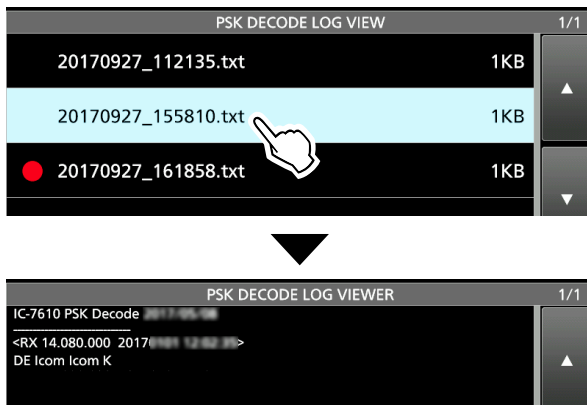 PSK DECODE LOG VIEW 1/1
20170927_112135.txt 1KB
20170927_155810.txt 1KB
20170927_161858.txt 1KB
PSK DECODE LOG VIEWER 1/1
IC-7610 PSK Decode
<RX 14.080.000 2017 >
DE Icom Icom K